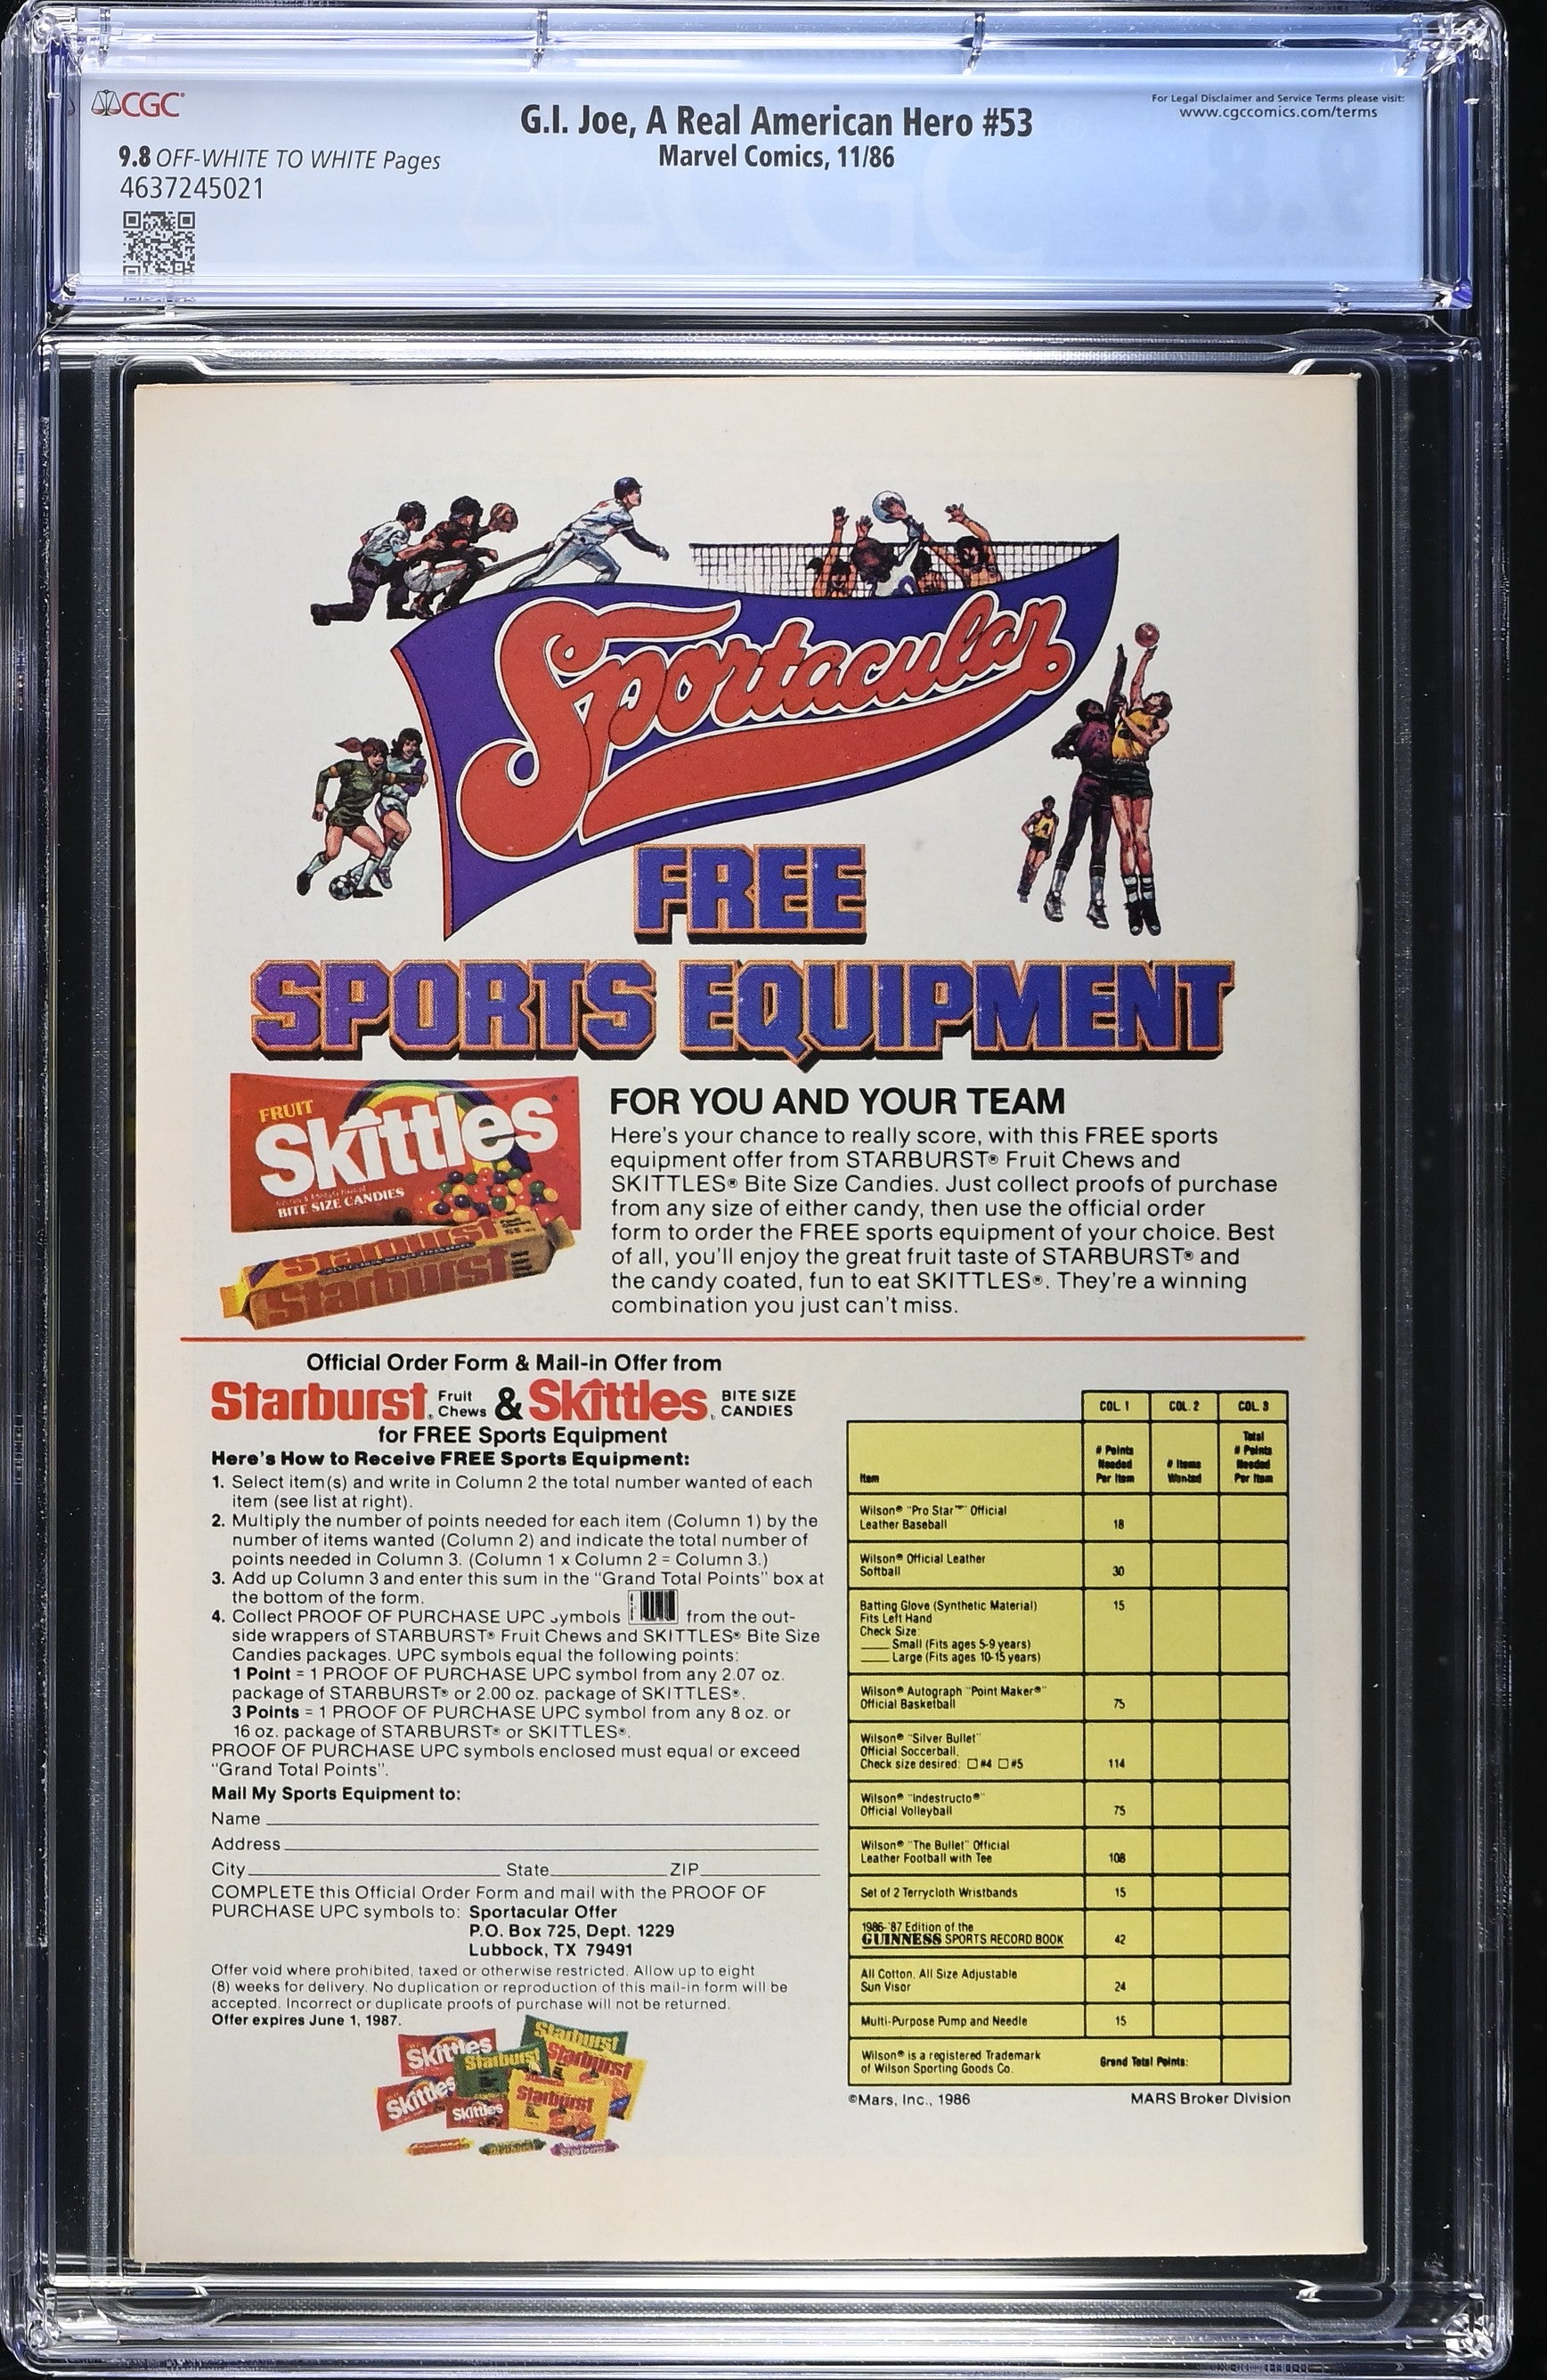 CGC
G.I. Joe, A Real American Hero #53
Marvel Comics, 11/86
For Legal Disclaimer and Service Terms please visit:
www.cgccomics.com/terms
9.8 OFF-WHITE TO WHITE Pages
4637245021
Sportacular
FREE
SPORTS EQUIPMENT
FRUIT
Skittles
BITE SIZE CANDIES
Starburst
Starburst
FOR YOU AND YOUR TEAM
Here's your chance to really score, with this FREE sports
equipment offer from STARBURST® Fruit Chews and
SKITTLES® Bite Size Candies. Just collect proofs of purchase
from any size of either candy, then use the official order
form to order the FREE sports equipment of your choice. Best
of all, you'll enjoy the great fruit taste of STARBURST® and
the candy coated, fun to eat SKITTLES®. They're a winning
combination you just can't miss.
Official Order Form & Mail-in Offer from
Starburst® Fruit Chews & Skittles® BITE SIZE CANDIES
for FREE Sports Equipment
Here's How to Receive FREE Sports Equipment:
1. Select item(s) and write in Column 2 the total number wanted of each
item (see list at right).
2. Multiply the number of points needed for each item (Column 1) by the
number of items wanted (Column 2) and indicate the total number of
points needed in Column 3. (Column 1 x Column 2 = Column 3.)
3. Add up Column 3 and enter this sum in the "Grand Total Points" box at
the bottom of the form.
4. Collect PROOF OF PURCHASE UPC symbols from the out-
side wrappers of STARBURST® Fruit Chews and SKITTLES® Bite Size
Candies packages. UPC symbols equal the following points:
1 Point = 1 PROOF OF PURCHASE UPC symbol from any 2.07 oz.
package of STARBURST® or 2.00 oz. package of SKITTLES®.
3 Points = 1 PROOF OF PURCHASE UPC symbol from any 8 oz. or
16 oz. package of STARBURST® or SKITTLES®.
PROOF OF PURCHASE UPC symbols enclosed must equal or exceed
"Grand Total Points".
Mail My Sports Equipment to:
Name
Address
City State ZIP
COMPLETE this Official Order Form and mail with the PROOF OF
PURCHASE UPC symbols to: Sportacular Offer
P.O. Box 725, Dept. 1229
Lubbock, TX 79491
Offer void where prohibited, taxed or otherwise restricted. Allow up to eight
(8) weeks for delivery. No duplication or reproduction of this mail-in form will be
accepted. Incorrect or duplicate proofs of purchase will not be returned.
Offer expires June 1, 1987.
Skittles
Starburst
Starburst
Starburst
Skittles
Skittles
Starburst
COL. 1 COL. 2 COL. 3
Item
# Points Needed Per Item
# Items Wanted
Total # Points Needed Per Item
Wilson® "Pro Star™" Official
Leather Baseball 18
Wilson® Official Leather
Softball 30
Batting Glove (Synthetic Material) 15
Fits Left Hand
Check Size:
____ Small (Fits ages 5-9 years)
____ Large (Fits ages 10-15 years)
Wilson® Autograph "Point Maker®"
Official Basketball 75
Wilson® "Silver Bullet"
Official Soccerball.
Check size desired: ☐ #4 ☐ #5 114
Wilson® "Indestructo®"
Official Volleyball 75
Wilson® "The Bullet" Official
Leather Football with Tee 108
Set of 2 Terrycloth Wristbands 15
1986-'87 Edition of the
GUINNESS SPORTS RECORD BOOK 42
All Cotton, All Size Adjustable
Sun Visor 24
Multi-Purpose Pump and Needle 15
Wilson® is a registered Trademark
of Wilson Sporting Goods Co.
Grand Total Points:
©Mars, Inc., 1986 MARS Broker Division